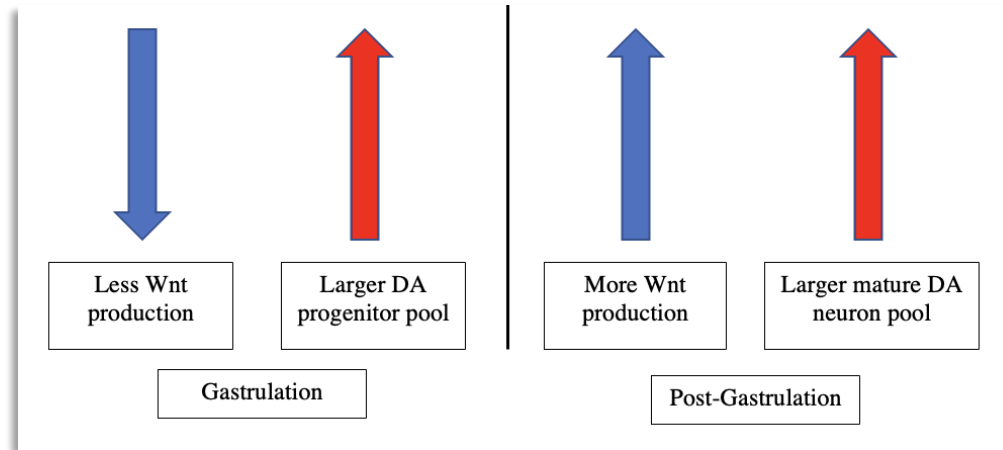 Less Wnt
production
Larger DA
progenitor pool
Gastrulation
More Wnt
production
Larger mature DA
neuron pool
Post-Gastrulation